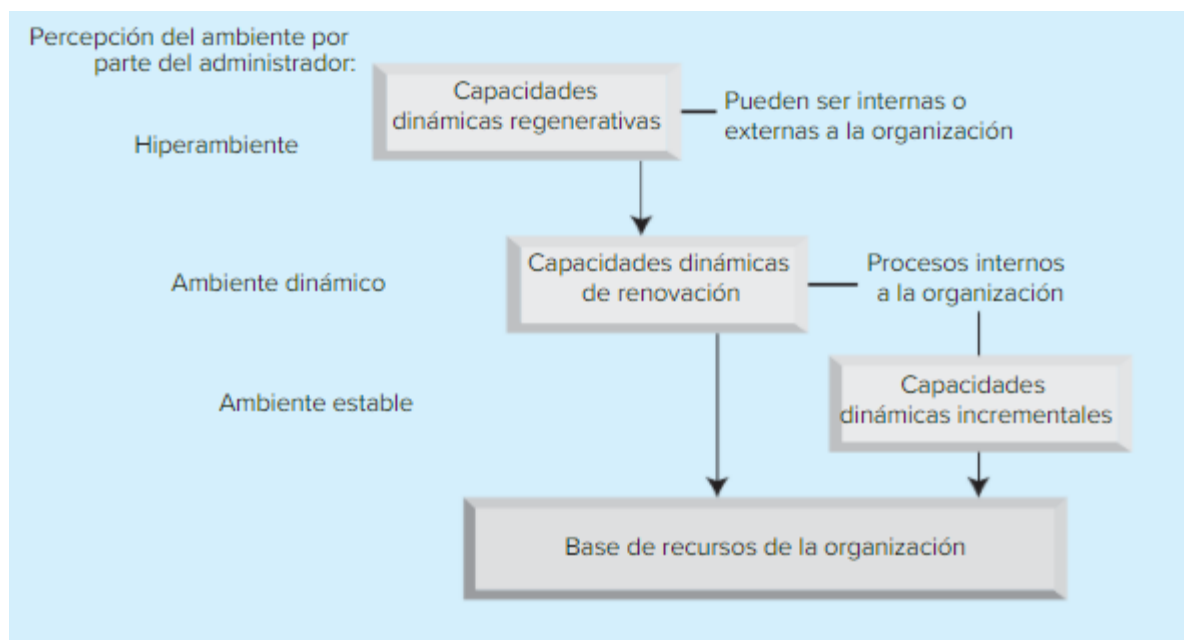 Percepción del ambiente por
parte del administrador:
Capacidades
dinámicas regenerativas
Pueden ser internas o
externas a la organización
Hiperambiente
Ambiente dinámico
Capacidades dinámicas
de renovación
Procesos internos
a la organización
Ambiente estable
Capacidades
dinámicas incrementales
Base de recursos de la organización